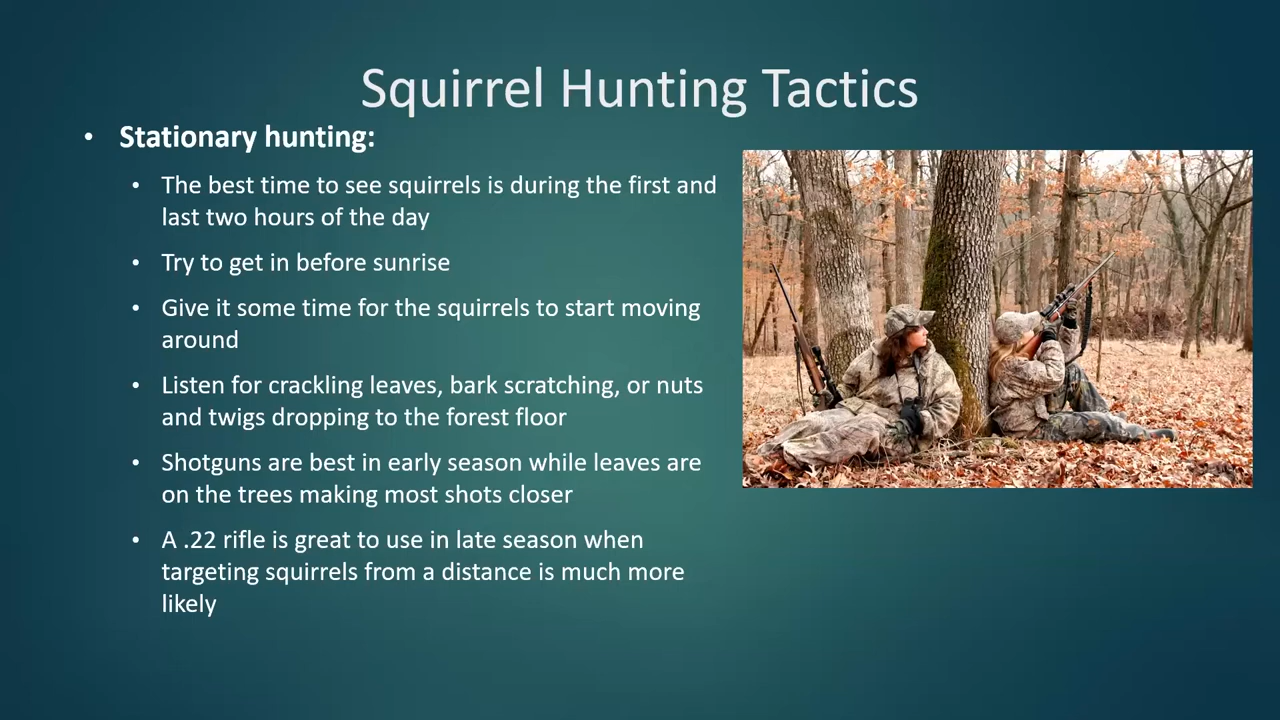 Squirrel Hunting Tactics
• Stationary hunting:
• The best time to see squirrels is during the first and
last two hours of the day
• Try to get in before sunrise
• Give it some time for the squirrels to start moving
around
• Listen for crackling leaves, bark scratching, or nuts
and twigs dropping to the forest floor
• Shotguns are best in early season while leaves are
on the trees making most shots closer
• A .22 rifle is great to use in late season when
targeting squirrels from a distance is much more
likely